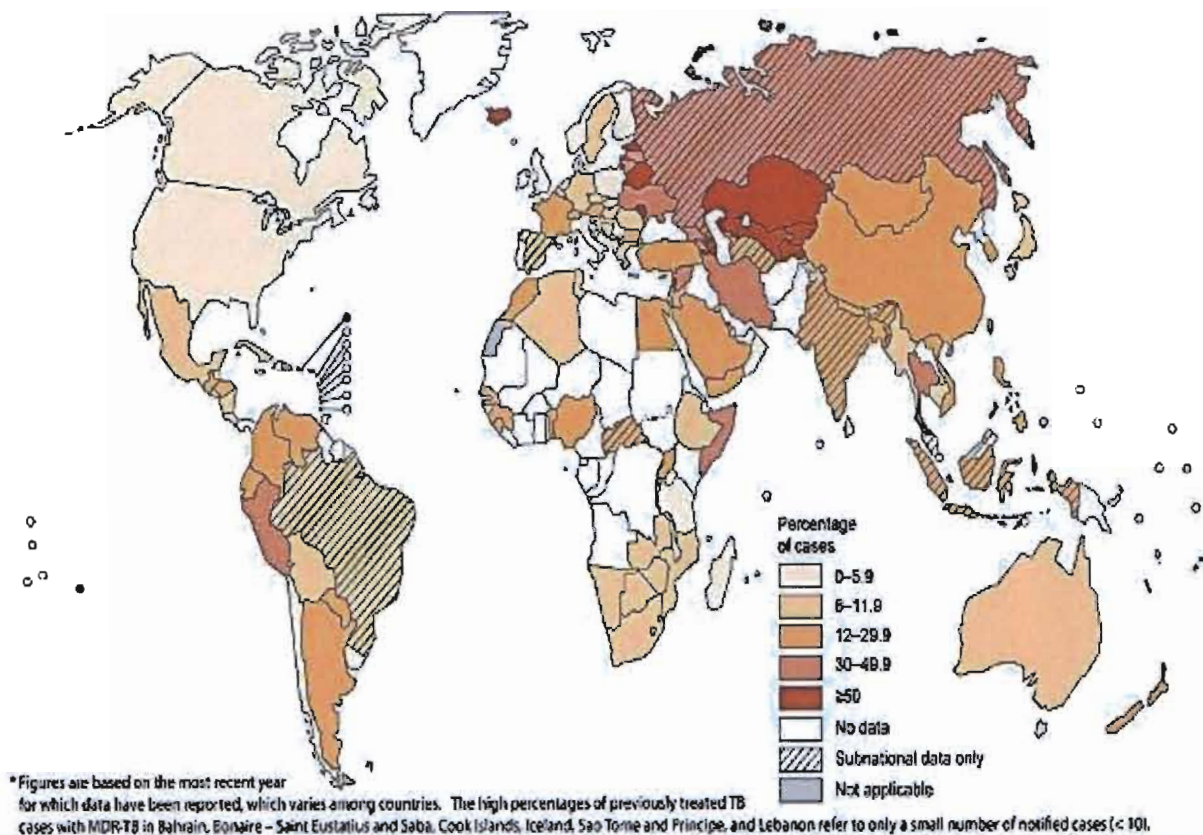 Percentage
of cases
0–5.9
6–11.9
12–29.9
30–49.9
≥50
No data
Subnational data only
Not applicable
* Figures are based on the most recent year
for which data have been reported, which varies among countries. The high percentages of previously treated TB
cases with MDR-TB in Bahrain, Bonaire – Saint Eustatius and Saba, Cook Islands, Iceland, Sao Tome and Principe, and Lebanon refer to only a small number of notified cases (< 10).